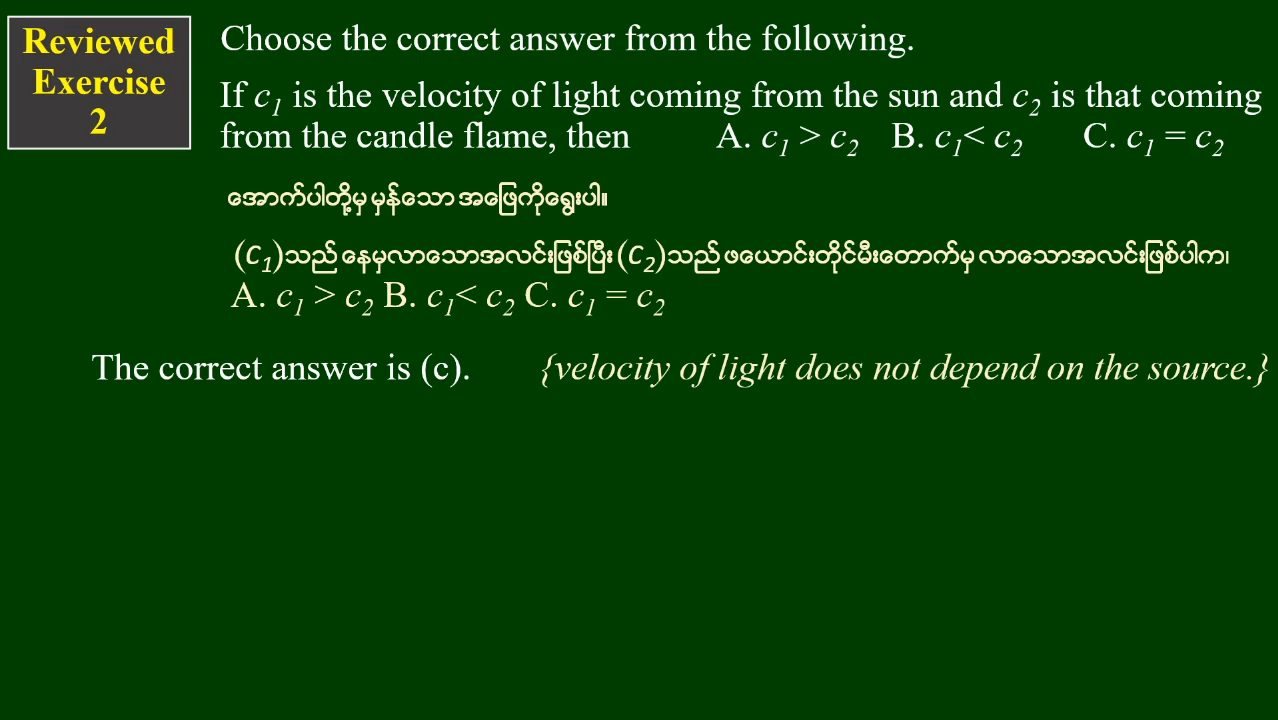 Reviewed
Exercise
2
Choose the correct answer from the following.
If c₁ is the velocity of light coming from the sun and c₂ is that coming
from the candle flame, then A. c₁ > c₂ B. c₁< c₂ C. c₁ = c₂
အောက်ပါတို့မှ မှန်သော အဖြေကိုရွေးပါ။
(C₁)သည် နေမှလာသောအလင်းဖြစ်ပြီး (C₂)သည် ဖယောင်းတိုင်မီးတောက်မှ လာသောအလင်းဖြစ်ပါက၊
A. c₁ > c₂ B. c₁< c₂ C. c₁ = c₂
The correct answer is (c). {velocity of light does not depend on the source.}